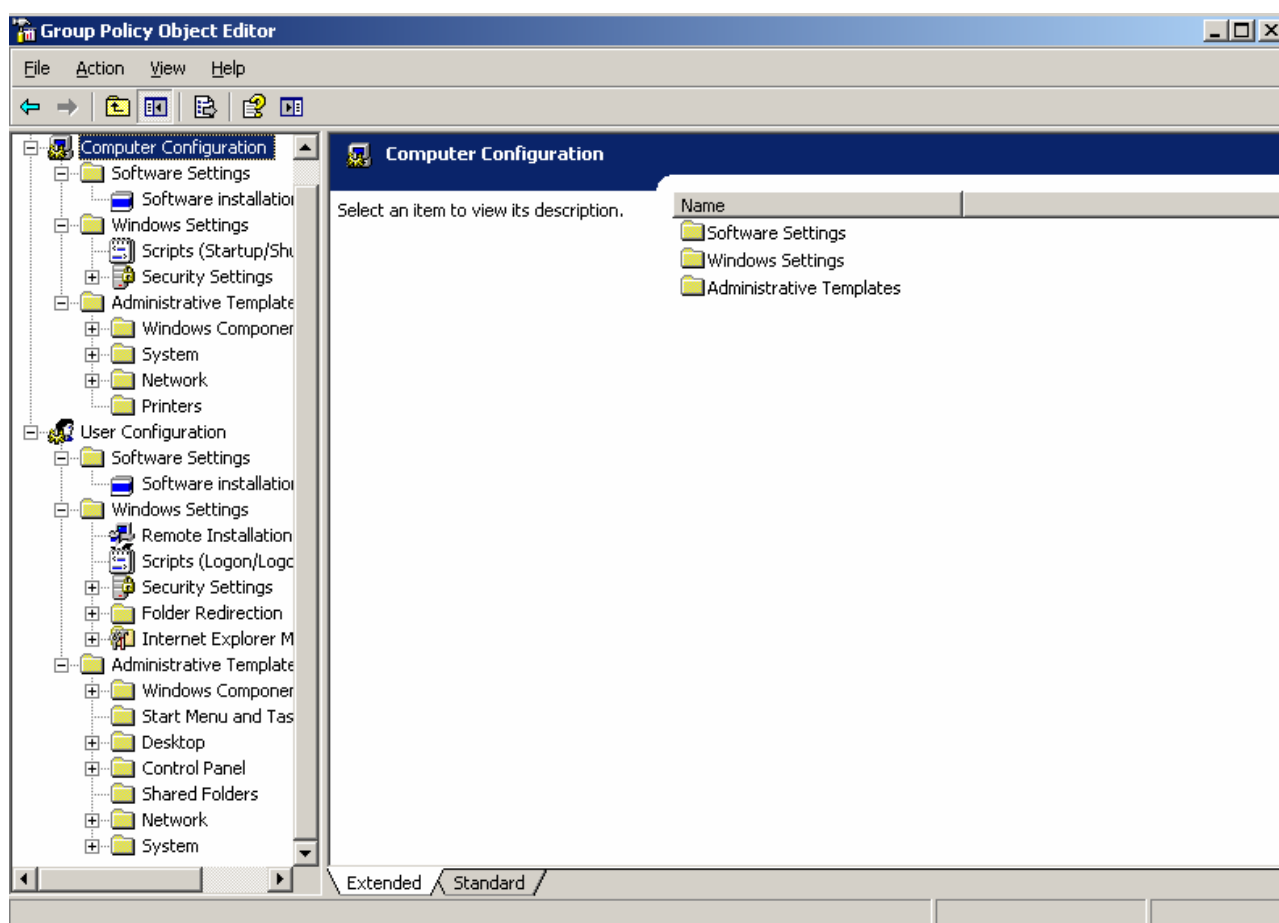 Group Policy Object Editor
File Action View Help
Computer Configuration
Software Settings
Software installation
Windows Settings
Scripts (Startup/Shu
Security Settings
Administrative Template
Windows Componen
System
Network
Printers
User Configuration
Software Settings
Software installation
Windows Settings
Remote Installation
Scripts (Logon/Logo
Security Settings
Folder Redirection
Internet Explorer M
Administrative Template
Windows Componen
Start Menu and Tas
Desktop
Control Panel
Shared Folders
Network
System
Computer Configuration
Select an item to view its description.
Name
Software Settings
Windows Settings
Administrative Templates
Extended Standard